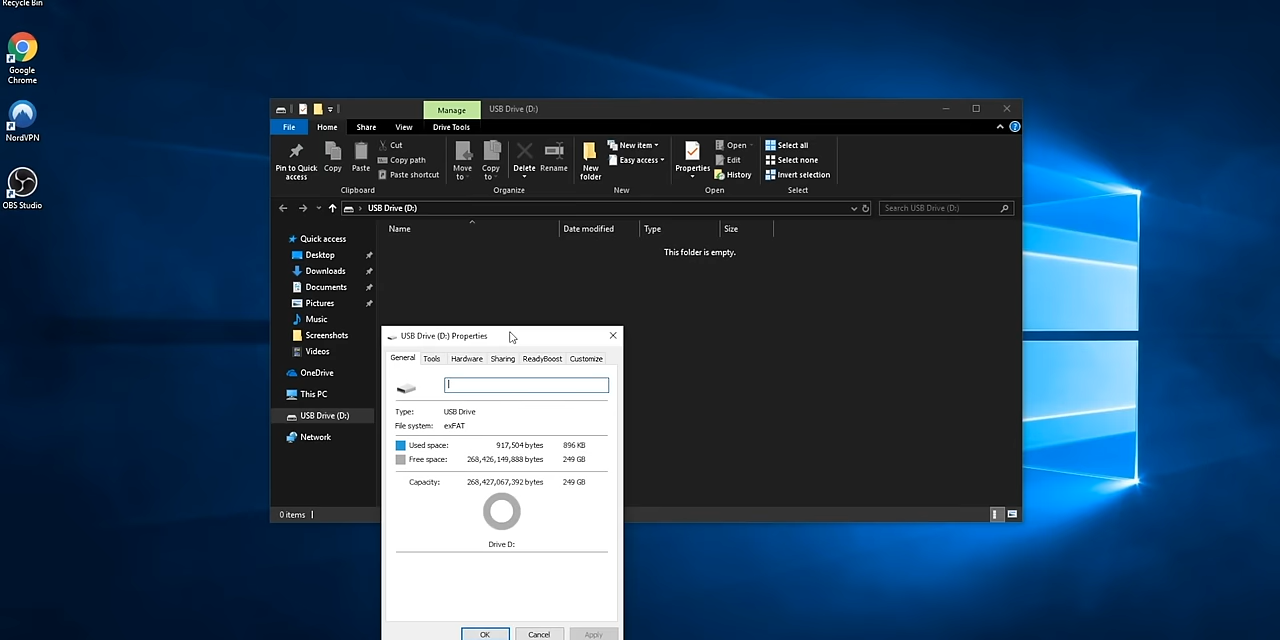 Recycle Bin
Google
Chrome
NordVPN
OBS Studio
Manage
USB Drive (D:)
File
Home
Share
View
Drive Tools
Pin to Quick
access
Copy
Paste
Cut
Copy path
Paste shortcut
Clipboard
Move
to
Copy
to
Delete
Rename
Organize
New
folder
New item
Easy access
New
Properties
Open
Edit
History
Open
Select all
Select none
Invert selection
Select
USB Drive (D:)
Search USB Drive (D:)
Name
Date modified
Type
Size
This folder is empty.
Quick access
Desktop
Downloads
Documents
Pictures
Music
Screenshots
Videos
OneDrive
This PC
USB Drive (D:)
Network
0 items
USB Drive (D:) Properties
General
Tools
Hardware
Sharing
ReadyBoost
Customize
Type: USB Drive
File system: exFAT
Used space: 917,504 bytes 896 KB
Free space: 268,426,149,888 bytes 249 GB
Capacity: 268,427,067,392 bytes 249 GB
Drive D:
OK
Cancel
Apply